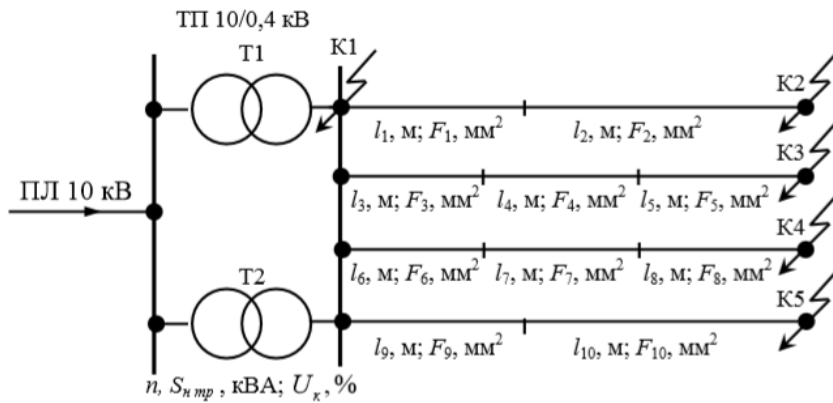 ТП 10/0,4 кВ
Т1
К1
К2
l₁, м; F₁, мм²
l₂, м; F₂, мм²
К3
ПЛ 10 кВ
l₃, м; F₃, мм²
l₄, м; F₄, мм²
l₅, м; F₅, мм²
К4
Т2
l₆, м; F₆, мм²
l₇, м; F₇, мм²
l₈, м; F₈, мм²
К5
l₉, м; F₉, мм²
l₁₀, м; F₁₀, мм²
n, Sн тр, кВА; Uк, %